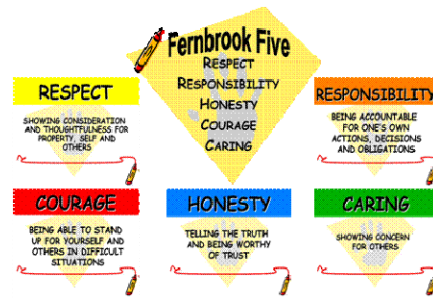 Fernbrook Five
RESPECT
RESPONSIBILITY
HONESTY
COURAGE
CARING
RESPECT
SHOWING CONSIDERATION
AND THOUGHTFULNESS FOR
PROPERTY, SELF AND
OTHERS
RESPONSIBILITY
BEING ACCOUNTABLE
FOR ONE'S OWN
ACTIONS, DECISIONS
AND OBLIGATIONS
COURAGE
BEING ABLE TO STAND
UP FOR YOURSELF AND
OTHERS IN DIFFICULT
SITUATIONS
HONESTY
TELLING THE TRUTH
AND BEING WORTHY
OF TRUST
CARING
SHOWING CONCERN
FOR OTHERS